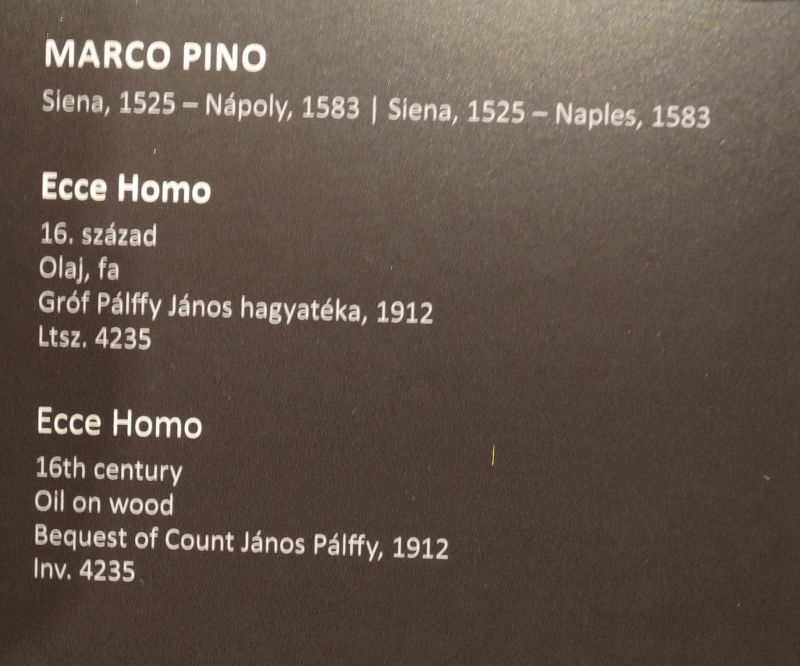 MARCO PINO
Siena, 1525 – Nápoly, 1583 | Siena, 1525 – Naples, 1583
Ecce Homo
16. század
Olaj, fa
Gróf Pálffy János hagyatéka, 1912
Ltsz. 4235
Ecce Homo
16th century
Oil on wood
Bequest of Count János Pálffy, 1912
Inv. 4235